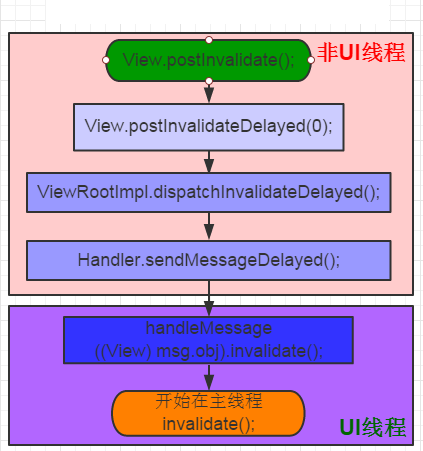 非UI线程
View.postInvalidate();
View.postInvalidateDelayed(0);
ViewRootImpl.dispatchInvalidateDelayed();
Handler.sendMessageDelayed();
handleMessage
((View) msg.obj).invalidate();
开始在主线程
invalidate();
UI线程